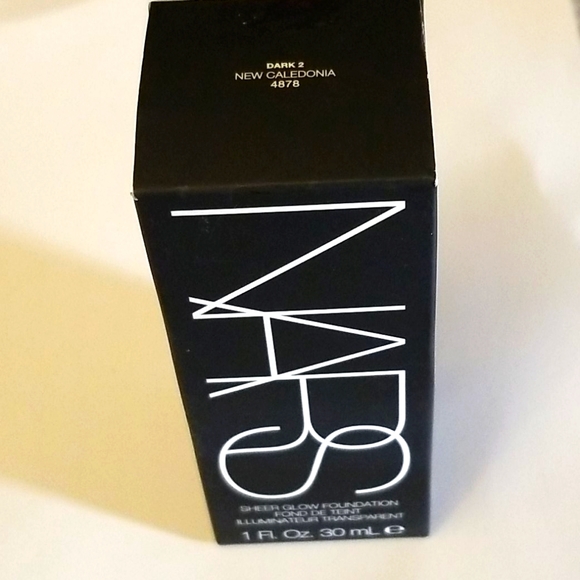 DARK 2
NEW CALEDONIA
4878
NARS
SHEER GLOW FOUNDATION
FOND DE TEINT
ILLUMINATEUR TRANSPARENT
1 Fl. Oz. 30 mL ℮